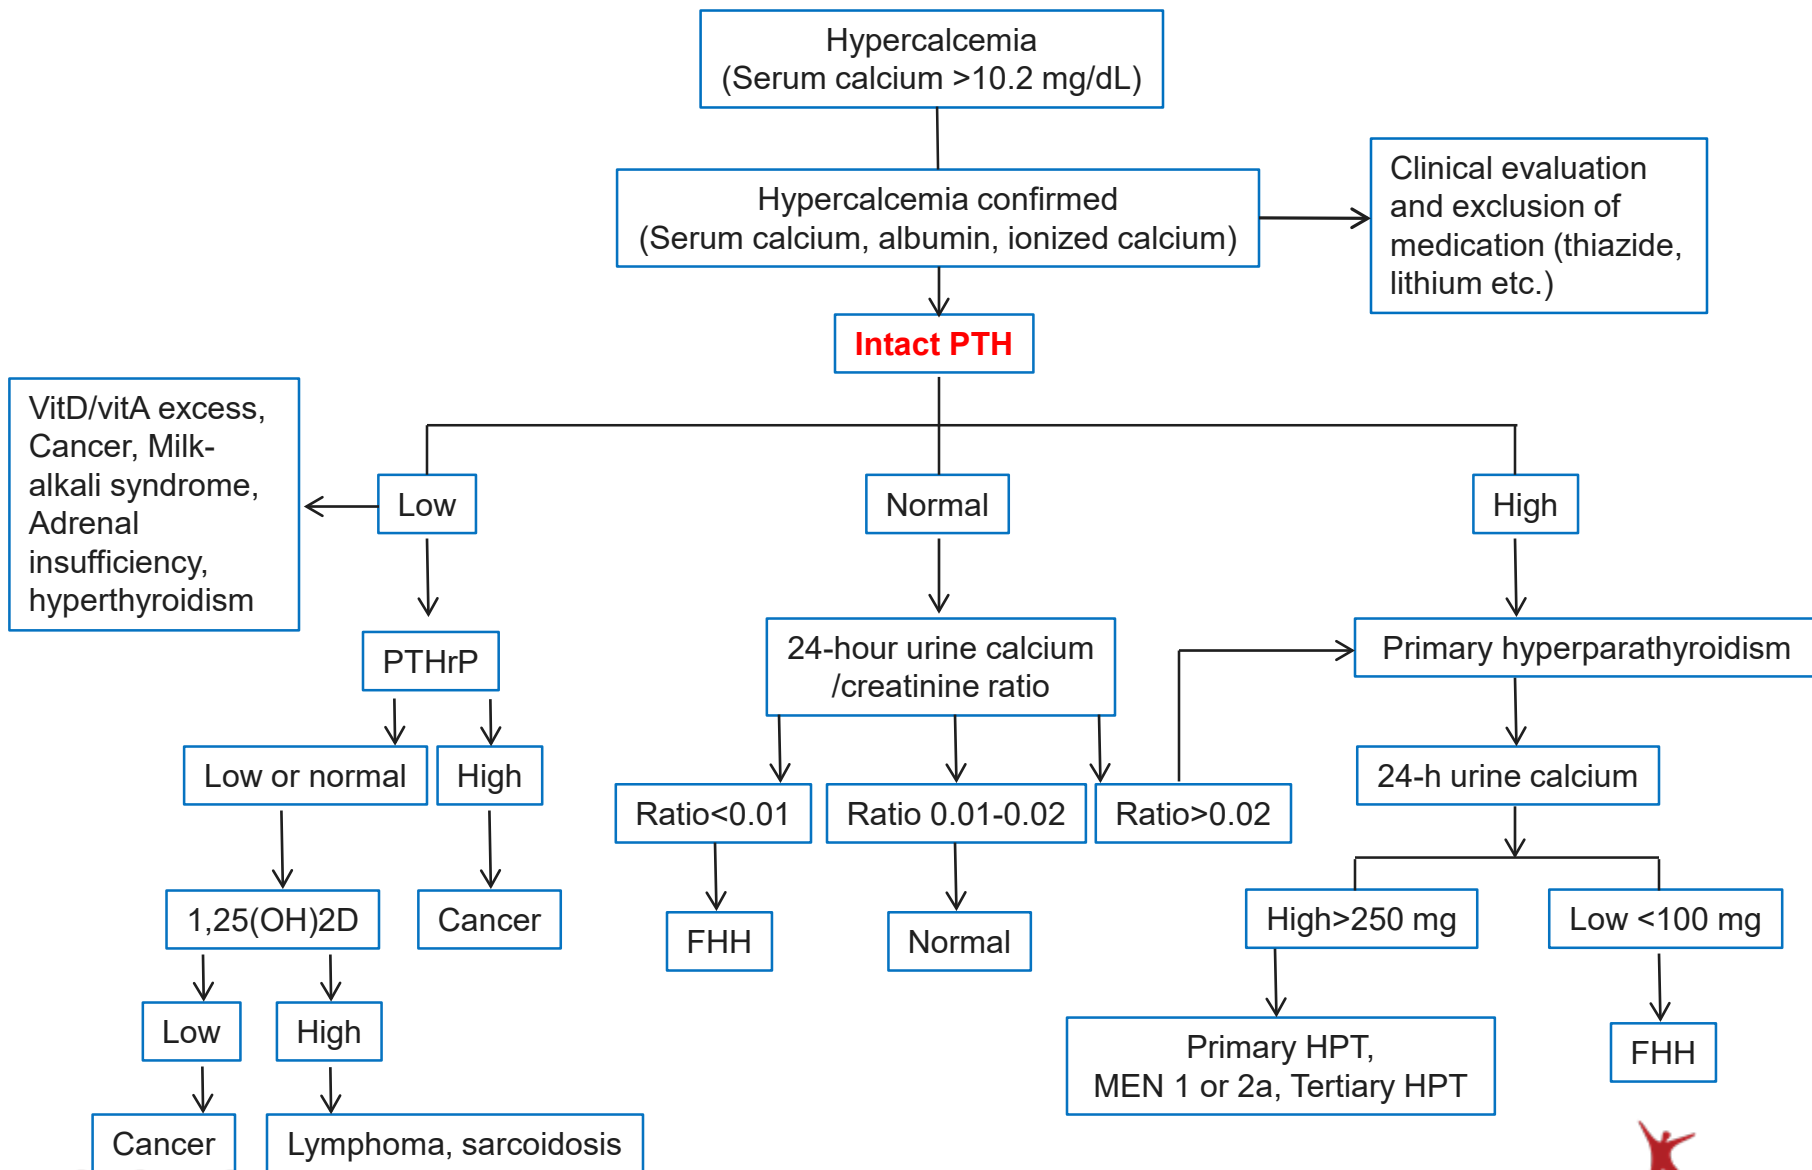 Hypercalcemia
(Serum calcium >10.2 mg/dL)
Hypercalcemia confirmed
(Serum calcium, albumin, ionized calcium)
Clinical evaluation
and exclusion of
medication (thiazide,
lithium etc.)
Intact PTH
VitD/vitA excess,
Cancer, Milk-
alkali syndrome,
Adrenal
insufficiency,
hyperthyroidism
Low
Normal
High
PTHrP
24-hour urine calcium
/creatinine ratio
Primary hyperparathyroidism
Low or normal
High
24-h urine calcium
Ratio<0.01
Ratio 0.01-0.02
Ratio>0.02
1,25(OH)2D
Cancer
FHH
Normal
High>250 mg
Low <100 mg
Low
High
Primary HPT,
MEN 1 or 2a, Tertiary HPT
FHH
Cancer
Lymphoma, sarcoidosis